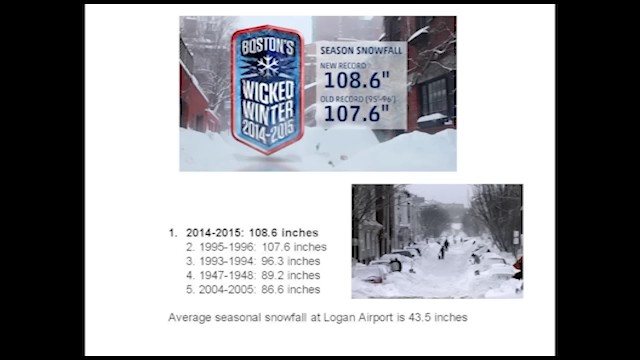 BOSTON'S
WICKED
WINTER
2014-2015
SEASON SNOWFALL
NEW RECORD
108.6"
OLD RECORD ('95-'96')
107.6"
1. 2014-2015: 108.6 inches
2. 1995-1996: 107.6 inches
3. 1993-1994: 96.3 inches
4. 1947-1948: 89.2 inches
5. 2004-2005: 86.6 inches
Average seasonal snowfall at Logan Airport is 43.5 inches